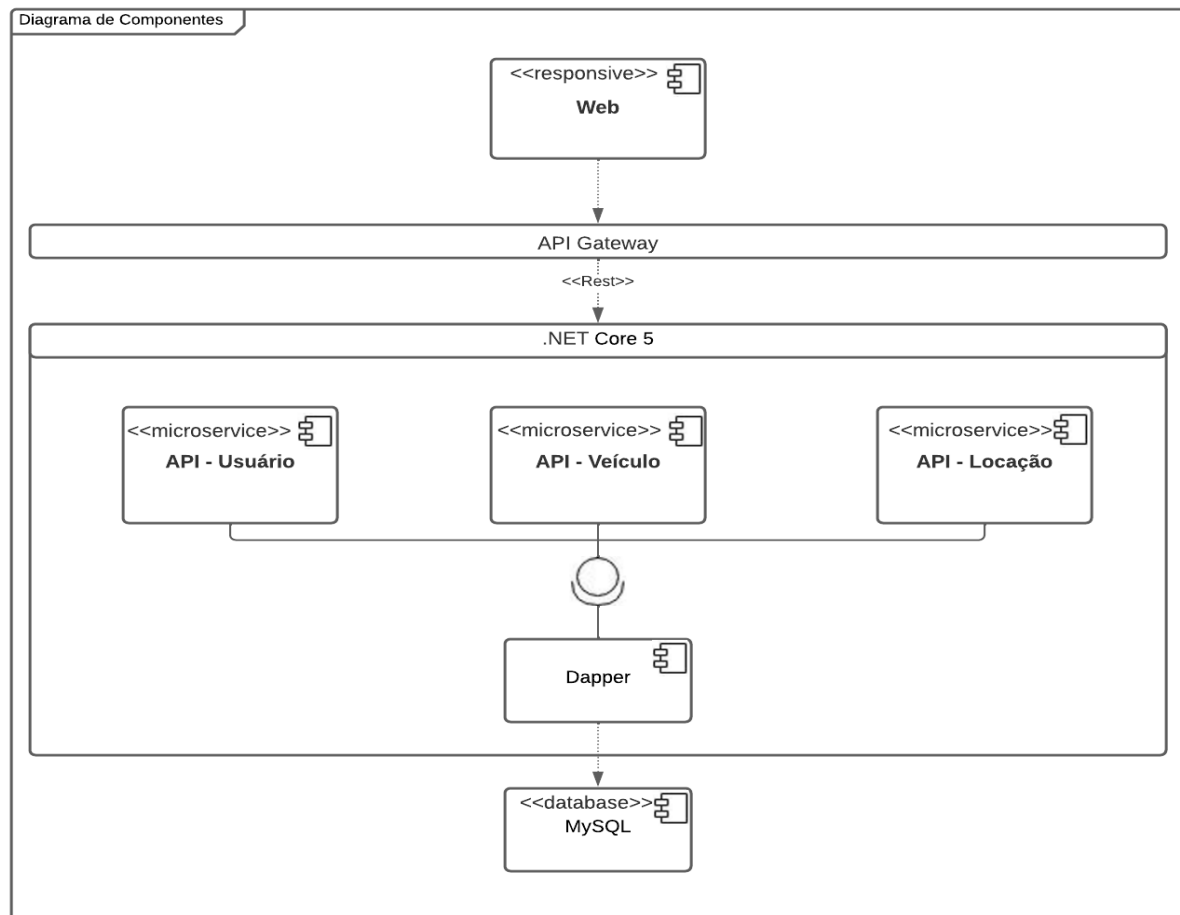 Diagrama de Componentes
<<responsive>>
Web
API Gateway
<<Rest>>
.NET Core 5
<<microservice>>
API - Usuário
<<microservice>>
API - Veículo
<<microservice>>
API - Locação
Dapper
<<database>>
MySQL